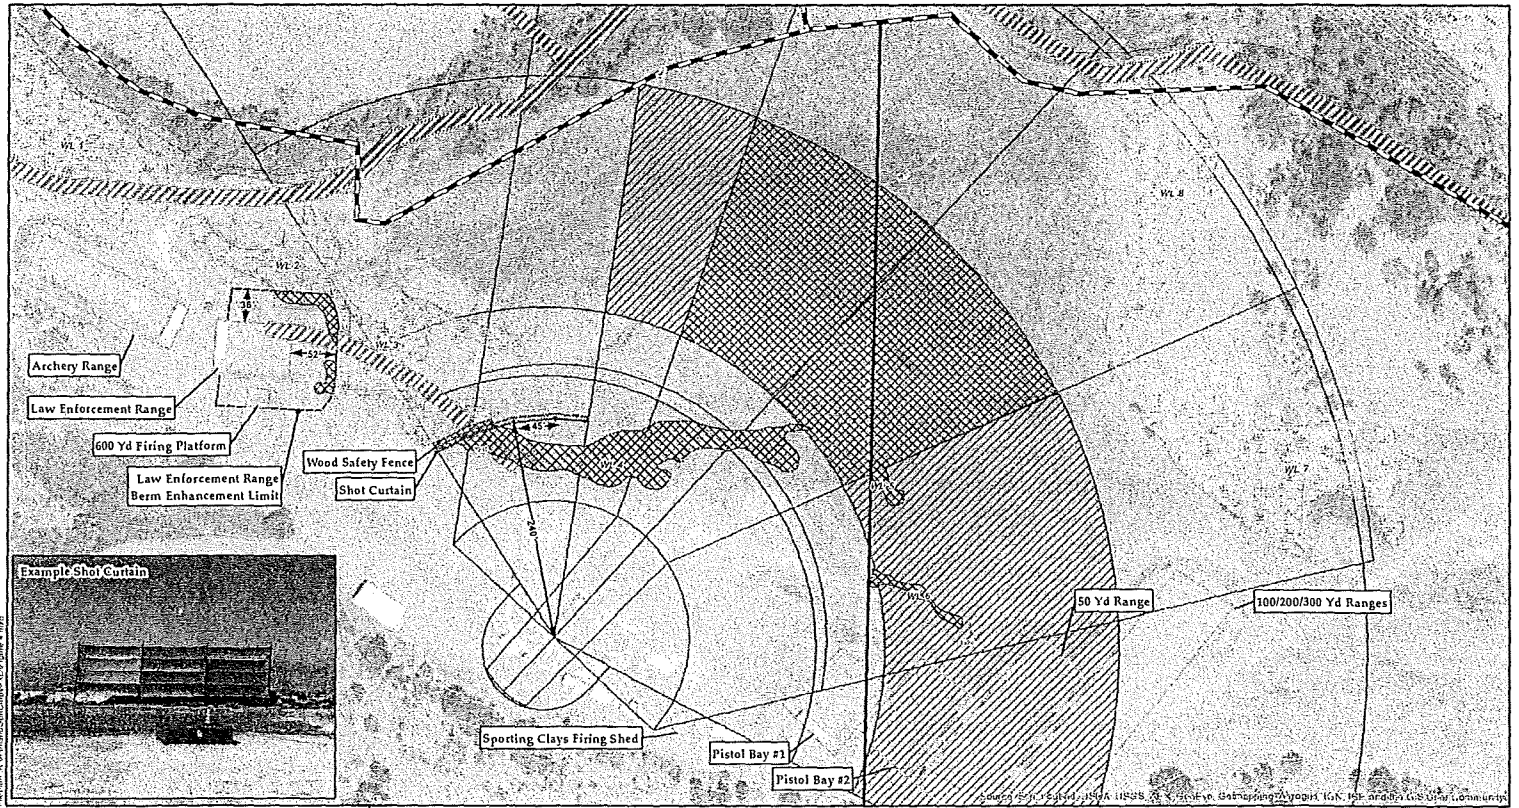 WL 1
WL 8
WL 2
36
52
WL 3
Archery Range
Law Enforcement Range
600 Yd Firing Platform
Law Enforcement Range
Berm Enhancement Limit
Wood Safety Fence
Shot Curtain
45
WL 7
240
WL6
50 Yd Range
100/200/300 Yd Ranges
Example Shot Curtain
Sporting Clays Firing Shed
Pistol Bay #1
Pistol Bay #2